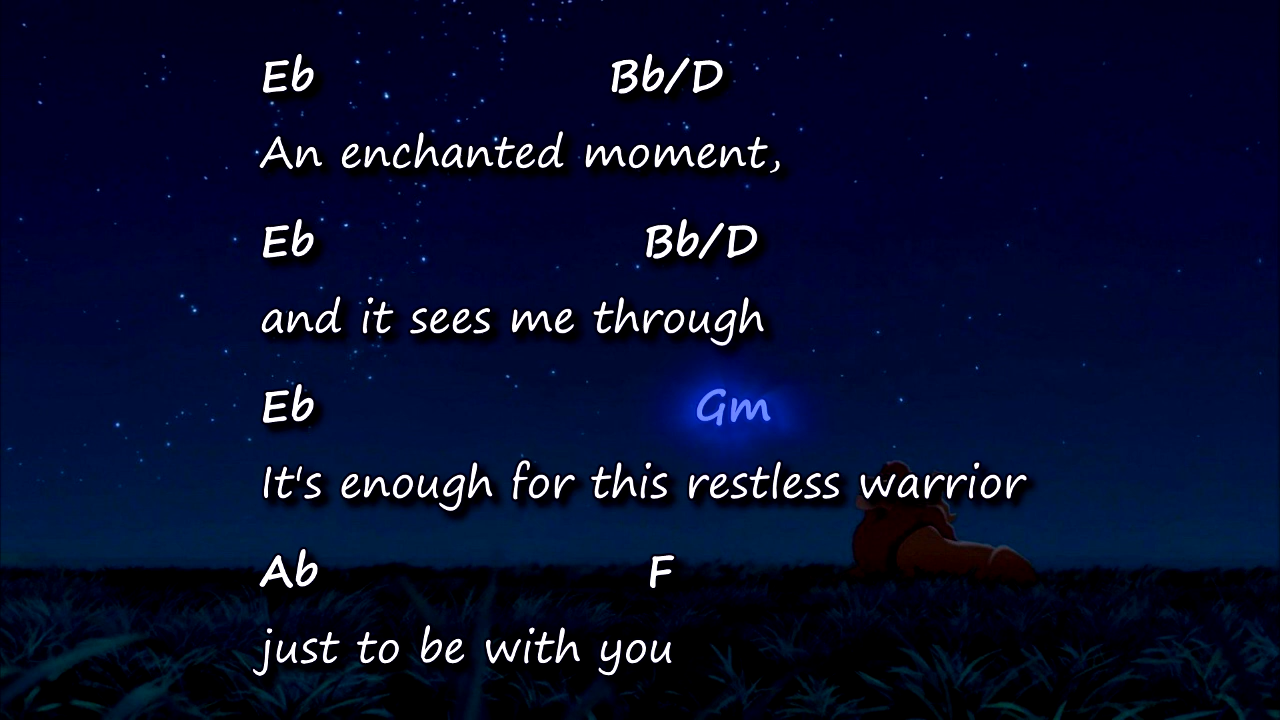 Eb Bb/D
An enchanted moment,
Eb Bb/D
and it sees me through
Eb Gm
It's enough for this restless warrior
Ab F
just to be with you